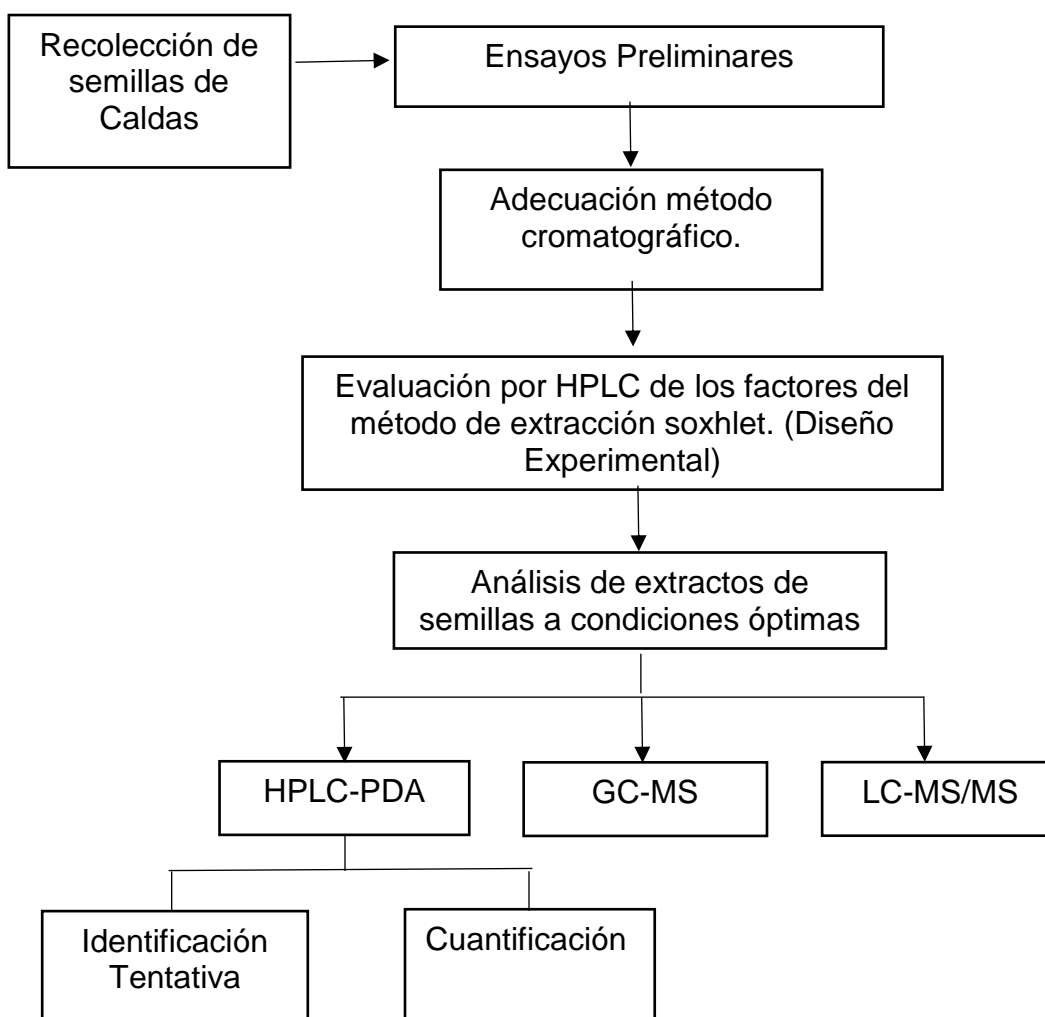 Recolección de
semillas de
Caldas
Ensayos Preliminares
Adecuación método
cromatográfico.
Evaluación por HPLC de los factores del
método de extracción soxhlet. (Diseño
Experimental)
Análisis de extractos de
semillas a condiciones óptimas
HPLC-PDA
GC-MS
LC-MS/MS
Identificación
Tentativa
Cuantificación